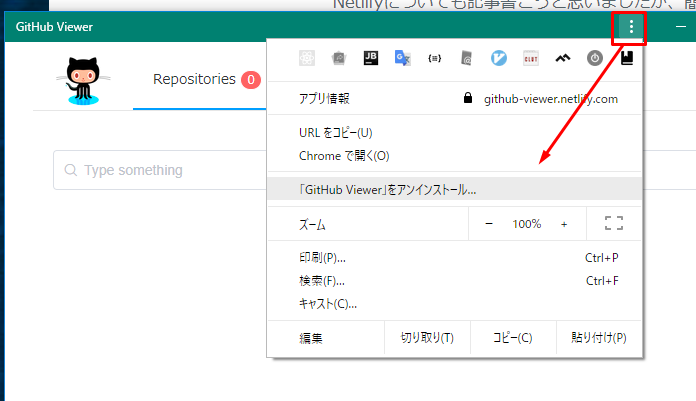 Netlifyについても記事書こうと思いましたが、簡
GitHub Viewer
Repositories 0
Type something
JB
CLUT
アプリ情報 github-viewer.netlify.com
URL をコピー(U)
Chrome で開く(O)
「GitHub Viewer」をアンインストール...
ズーム − 100% +
印刷(P)... Ctrl+P
検索(F)... Ctrl+F
キャスト(C)...
編集 切り取り(T) コピー(C) 貼り付け(P)